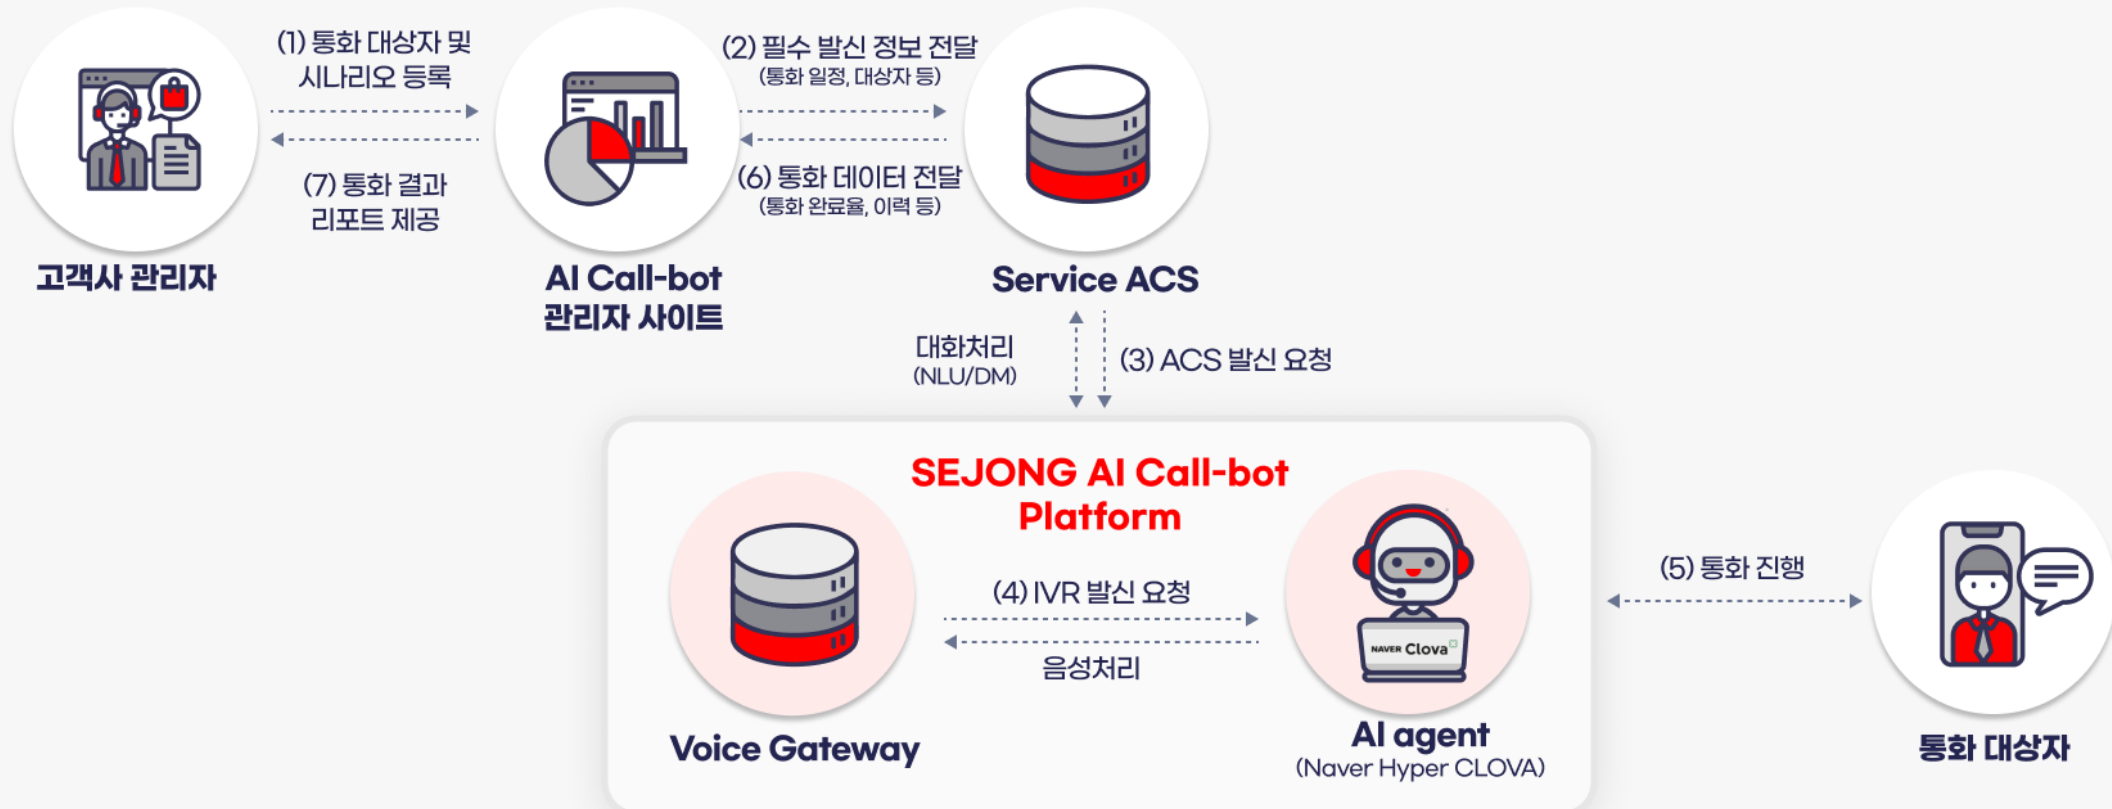 (1) 통화 대상자 및
시나리오 등록
(7) 통화 결과
리포트 제공
고객사 관리자
(2) 필수 발신 정보 전달
(통화 일정, 대상자 등)
(6) 통화 데이터 전달
(통화 완료율, 이력 등)
AI Call-bot
관리자 사이트
Service ACS
대화처리
(NLU/DM)
(3) ACS 발신 요청
SEJONG AI Call-bot
Platform
(4) IVR 발신 요청
음성처리
Voice Gateway
NAVER Clova
AI agent
(Naver Hyper CLOVA)
(5) 통화 진행
통화 대상자